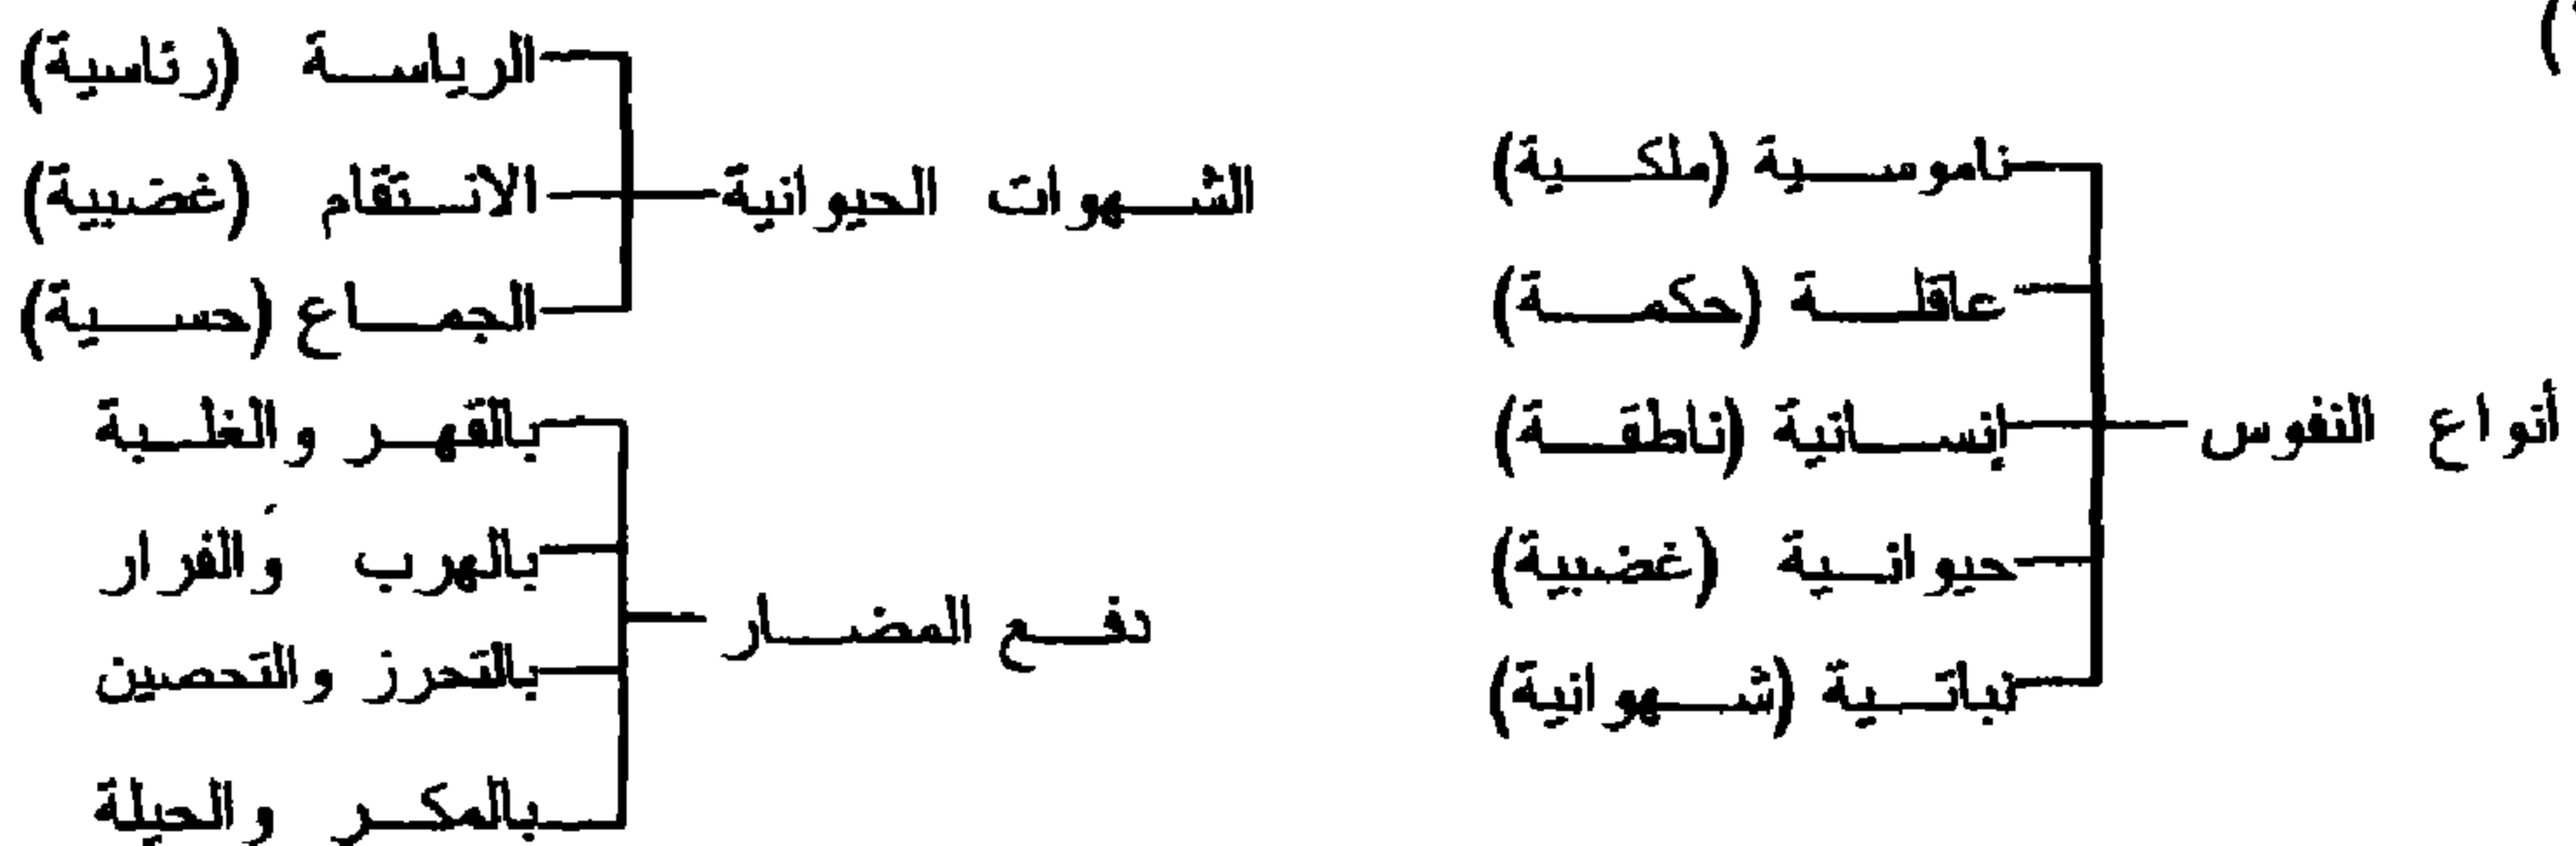 أنواع النفوس
ناموسية (ملكية)
عاقلة (حكمة)
إنسانية (ناطقة)
حيوانية (غضبية)
نباتية (شهوانية)
الشهوات الحيوانية
الرياسة (رئاسية)
الانتقام (غضبية)
الجماع (حسية)
دفع المضار
بالقهر والغلبة
بالهرب والفرار
بالتحرز والتحصين
بالمكر والحيلة